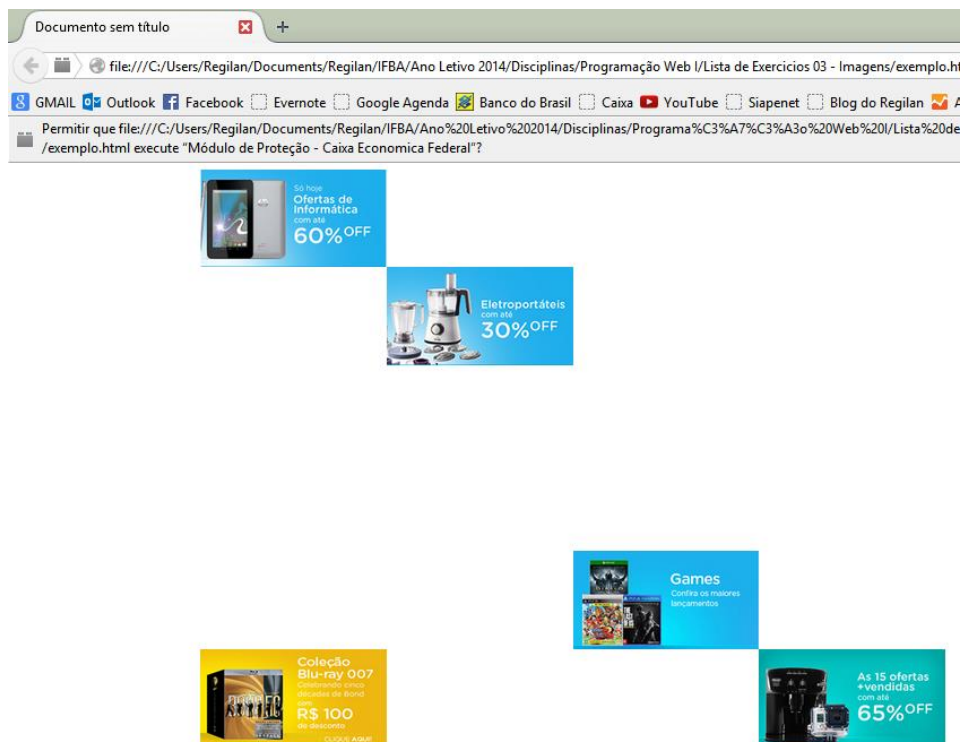 Documento sem título
file:///C:/Users/Regilan/Documents/Regilan/IFBA/Ano Letivo 2014/Disciplinas/Programação Web I/Lista de Exercicios 03 - Imagens/exemplo.ht
GMAIL Outlook Facebook Evernote Google Agenda Banco do Brasil Caixa YouTube Siapenet Blog do Regilan A
Permitir que file:///C:/Users/Regilan/Documents/Regilan/IFBA/Ano%20Letivo%202014/Disciplinas/Programa%C3%A7%C3%A3o%20Web%20I/Lista%20de
/exemplo.html execute “Módulo de Proteção - Caixa Economica Federal”?
Só hoje
Ofertas de
Informática
com até
60% OFF
Eletroportáteis
com até
30% OFF
Games
Confira os maiores
lançamentos
Coleção
Blu-ray 007
Celebrando cinco
décadas de Bond
com
R$ 100
de desconto
CLIQUE AQUI!
As 15 ofertas
+vendidas
com até
65% OFF